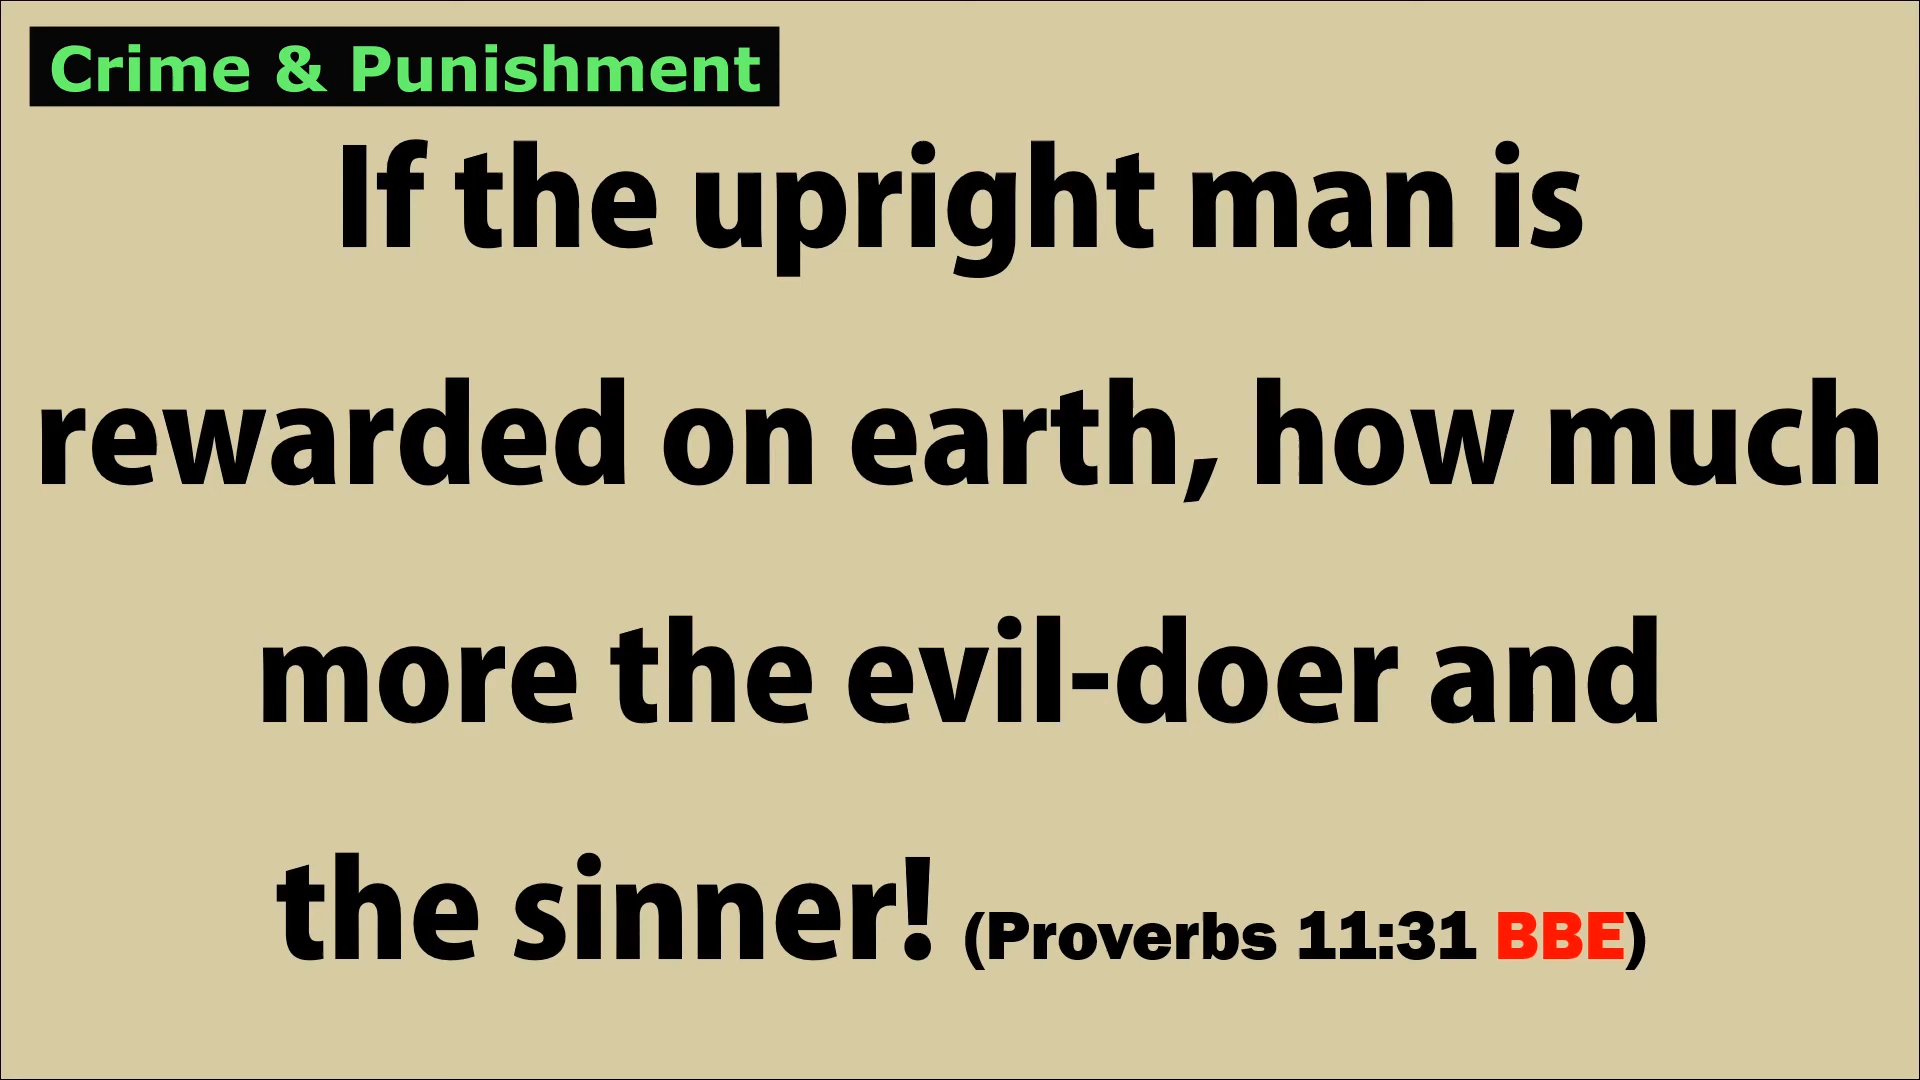 Crime & Punishment
If the upright man is
rewarded on earth, how much
more the evil-doer and
the sinner! (Proverbs 11:31 BBE)